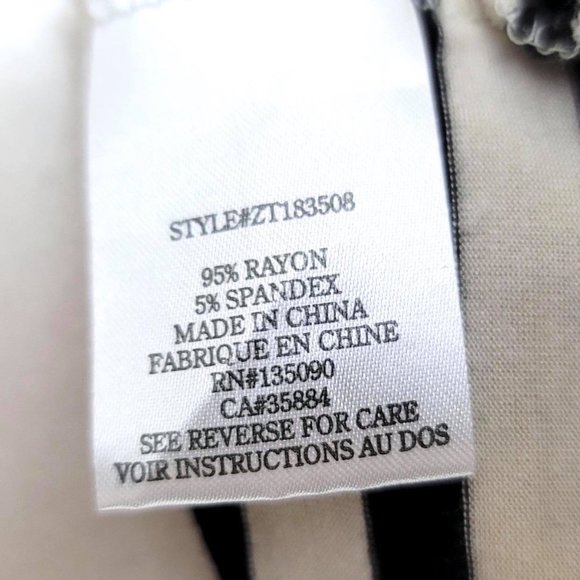 STYLE#ZT183508
95% RAYON
5% SPANDEX
MADE IN CHINA
FABRIQUE EN CHINE
RN#135090
CA#35884
SEE REVERSE FOR CARE
VOIR INSTRUCTIONS AU DOS